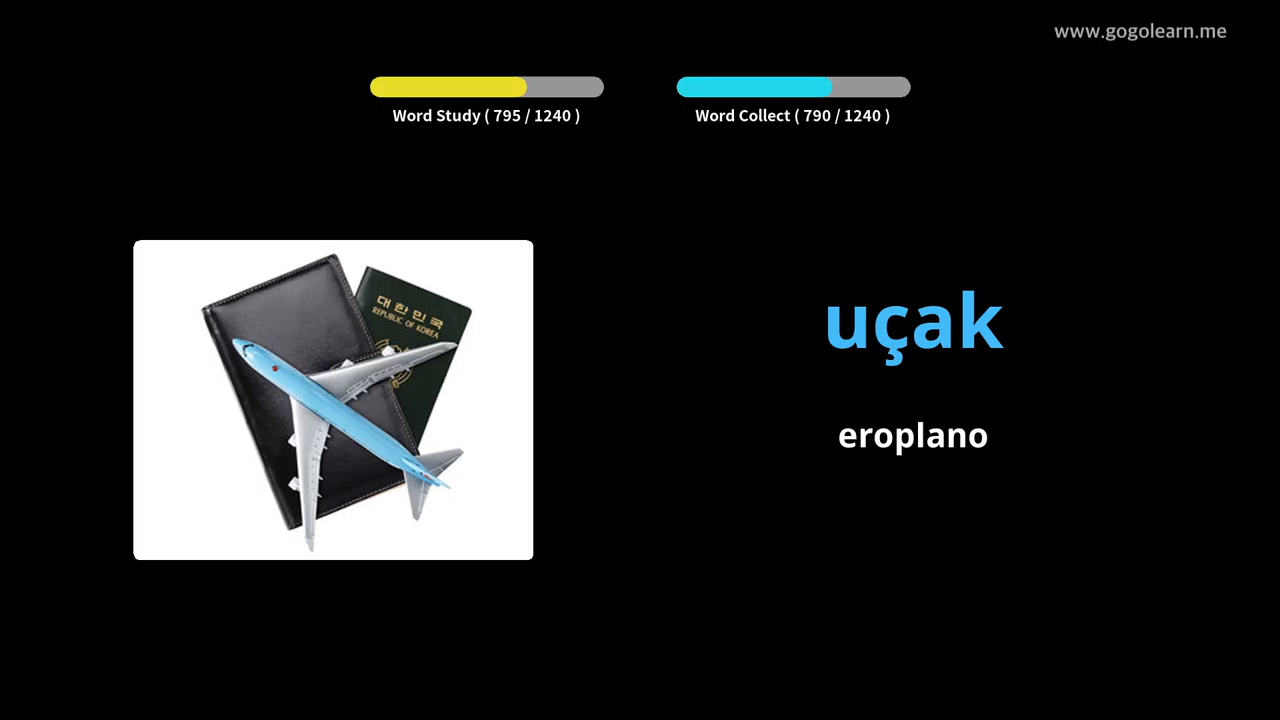 www.gogolearn.me
Word Study ( 795 / 1240 )
Word Collect ( 790 / 1240 )
대한민국
REPUBLIC OF KOREA
uçak
eroplano